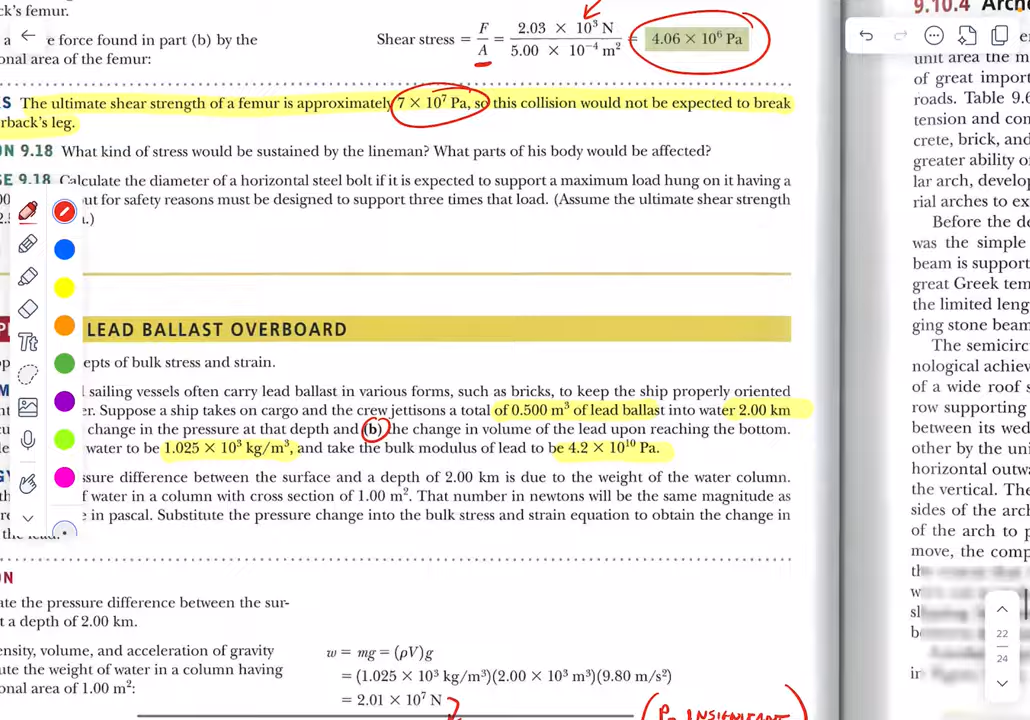 ck's femur.
a e force found in part (b) by the
onal area of the femur:
Shear stress = F/A = 2.03 × 10³ N / 5.00 × 10⁻⁴ m² = 4.06 × 10⁶ Pa
S The ultimate shear strength of a femur is approximately 7 × 10⁷ Pa, so this collision would not be expected to break
rback's leg.
ON 9.18 What kind of stress would be sustained by the lineman? What parts of his body would be affected?
SE 9.18 Calculate the diameter of a horizontal steel bolt if it is expected to support a maximum load hung on it having a
00 ut for safety reasons must be designed to support three times that load. (Assume the ultimate shear strength
2.5 .)
LEAD BALLAST OVERBOARD
epts of bulk stress and strain.
sailing vessels often carry lead ballast in various forms, such as bricks, to keep the ship properly oriented
er. Suppose a ship takes on cargo and the crew jettisons a total of 0.500 m³ of lead ballast into water 2.00 km
change in the pressure at that depth and (b) the change in volume of the lead upon reaching the bottom.
water to be 1.025 × 10³ kg/m³, and take the bulk modulus of lead to be 4.2 × 10¹⁰ Pa.
ssure difference between the surface and a depth of 2.00 km is due to the weight of the water column.
f water in a column with cross section of 1.00 m². That number in newtons will be the same magnitude as
e in pascal. Substitute the pressure change into the bulk stress and strain equation to obtain the change in
the lead.
ON
ate the pressure difference between the sur-
t a depth of 2.00 km.
ensity, volume, and acceleration of gravity
ute the weight of water in a column having
onal area of 1.00 m²:
w = mg = (ρV)g
= (1.025 × 10³ kg/m³)(2.00 × 10³ m³)(9.80 m/s²)
= 2.01 × 10⁷ N
INSIGNIFICANT
Tt
9.10.4 Arche
unit area the m
of great import
roads. Table 9.6
tension and con
crete, brick, and
greater ability o
lar arch, develop
rial arches to ex
Before the de
was the simple
beam is support
great Greek tem
the limited leng
ging stone beam
The semicirc
nological achiev
of a wide roof s
row supporting
between its wed
other by the uni
horizontal outwa
the vertical. The
sides of the arch
of the arch to p
move, the comp
th
w
sl
b
in
22
24